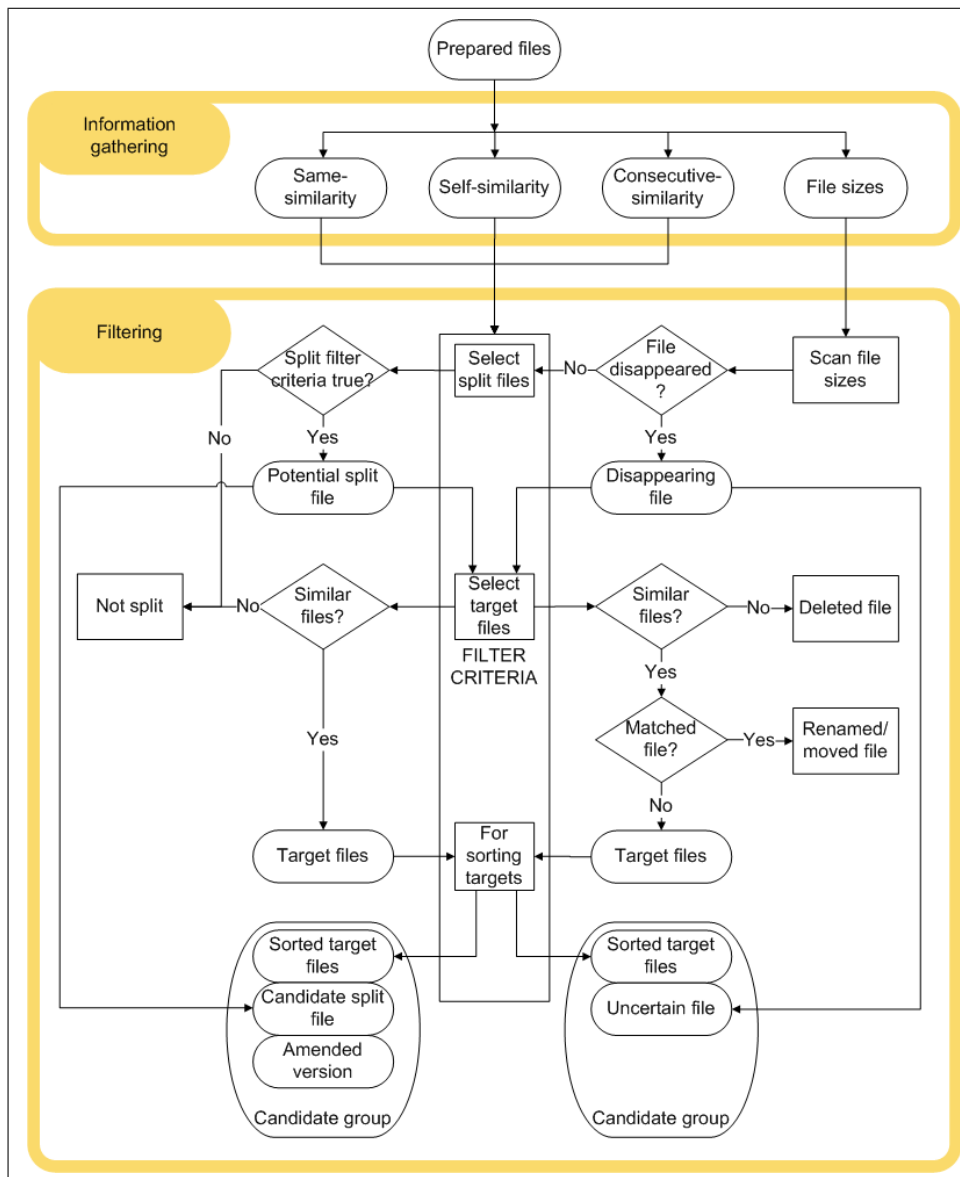 Prepared files
Information
gathering
Same-
similarity
Self-similarity
Consecutive-
similarity
File sizes
Filtering
Split filter
criteria true?
Select
split files
No
File
disappeared
?
Scan file
sizes
No
Yes
Yes
Potential split
file
Disappearing
file
Not split
No
Similar
files?
Select
target
files
Similar
files?
No
Deleted file
FILTER
CRITERIA
Yes
Yes
Matched
file?
Yes
Renamed/
moved file
No
Target files
For
sorting
targets
Target files
Sorted target
files
Candidate split
file
Amended
version
Candidate group
Sorted target
files
Uncertain file
Candidate group